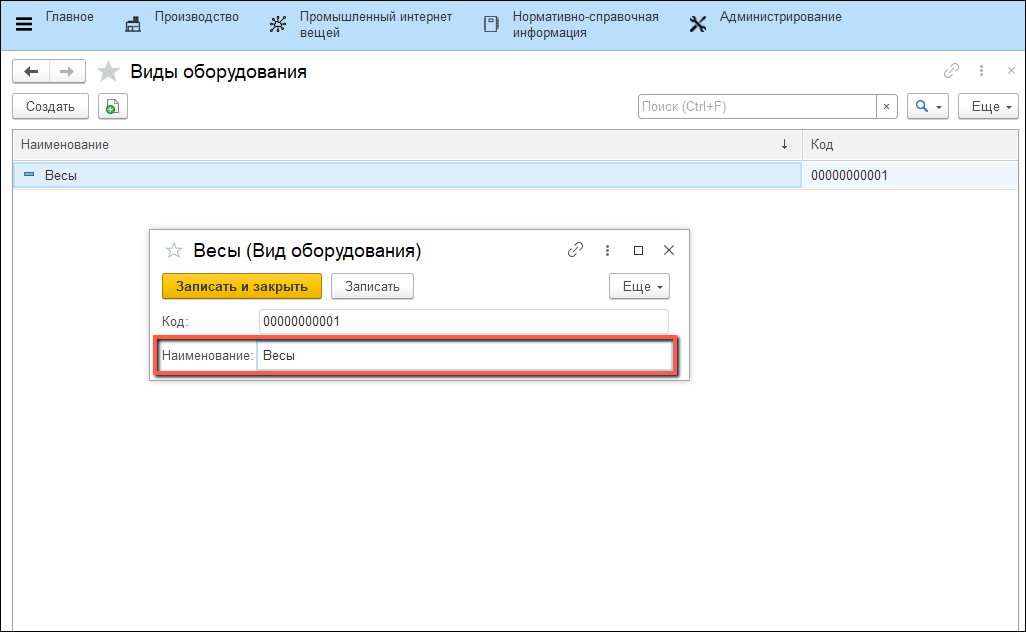 Главное
Производство
Промышленный интернет
вещей
Нормативно-справочная
информация
Администрирование
Виды оборудования
Создать
Поиск (Ctrl+F)
×
Еще
Наименование ↓ Код
Весы 00000000001
Весы (Вид оборудования)
Записать и закрыть
Записать
Еще
Код: 00000000001
Наименование: Весы